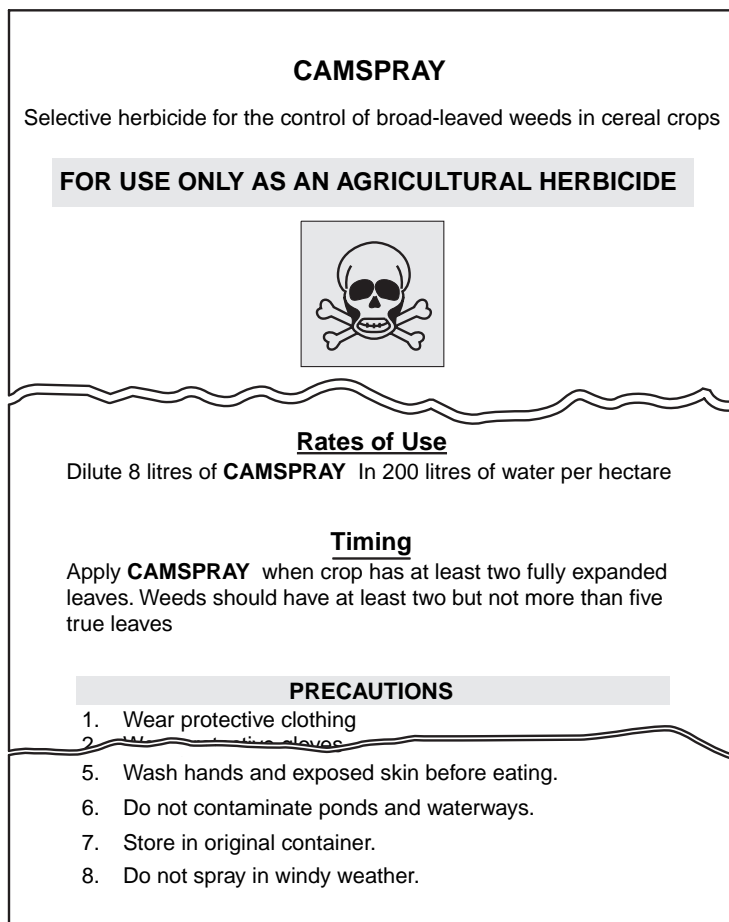 CAMSPRAY
Selective herbicide for the control of broad-leaved weeds in cereal crops
FOR USE ONLY AS AN AGRICULTURAL HERBICIDE
Rates of Use
Dilute 8 litres of CAMSPRAY In 200 litres of water per hectare
Timing
Apply CAMSPRAY when crop has at least two fully expanded
leaves. Weeds should have at least two but not more than five
true leaves
PRECAUTIONS
1. Wear protective clothing
2. Wear protective gloves
5. Wash hands and exposed skin before eating.
6. Do not contaminate ponds and waterways.
7. Store in original container.
8. Do not spray in windy weather.